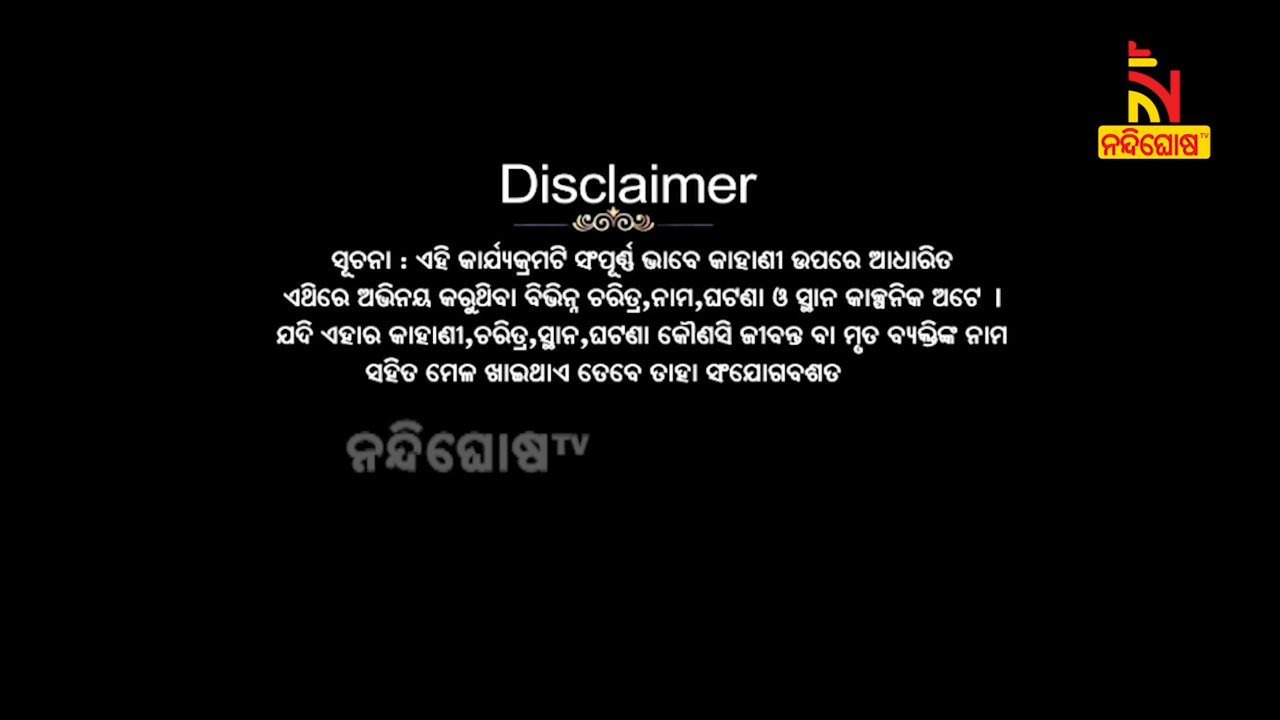 ନନ୍ଦିଘୋଷ TV
Disclaimer
ସୂଚନା : ଏହି କାର୍ଯ୍ୟକ୍ରମଟି ସଂପୂର୍ଣ୍ଣ ଭାବେ କାହାଣୀ ଉପରେ ଆଧାରିତ
ଏଥିରେ ଅଭିନୟ କରୁଥିବା ବିଭିନ୍ନ ଚରିତ୍ର,ନାମ,ଘଟଣା ଓ ସ୍ଥାନ କାଳ୍ପନିକ ଅଟେ ।
ଯଦି ଏହାର କାହାଣୀ,ଚରିତ୍ର,ସ୍ଥାନ,ଘଟଣା କୌଣସି ଜୀବନ୍ତ ବା ମୃତ ବ୍ୟକ୍ତିଙ୍କ ନାମ
ସହିତ ମେଳ ଖାଇଥାଏ ତେବେ ତାହା ସଂଯୋଗବଶତ
ନନ୍ଦିଘୋଷ TV